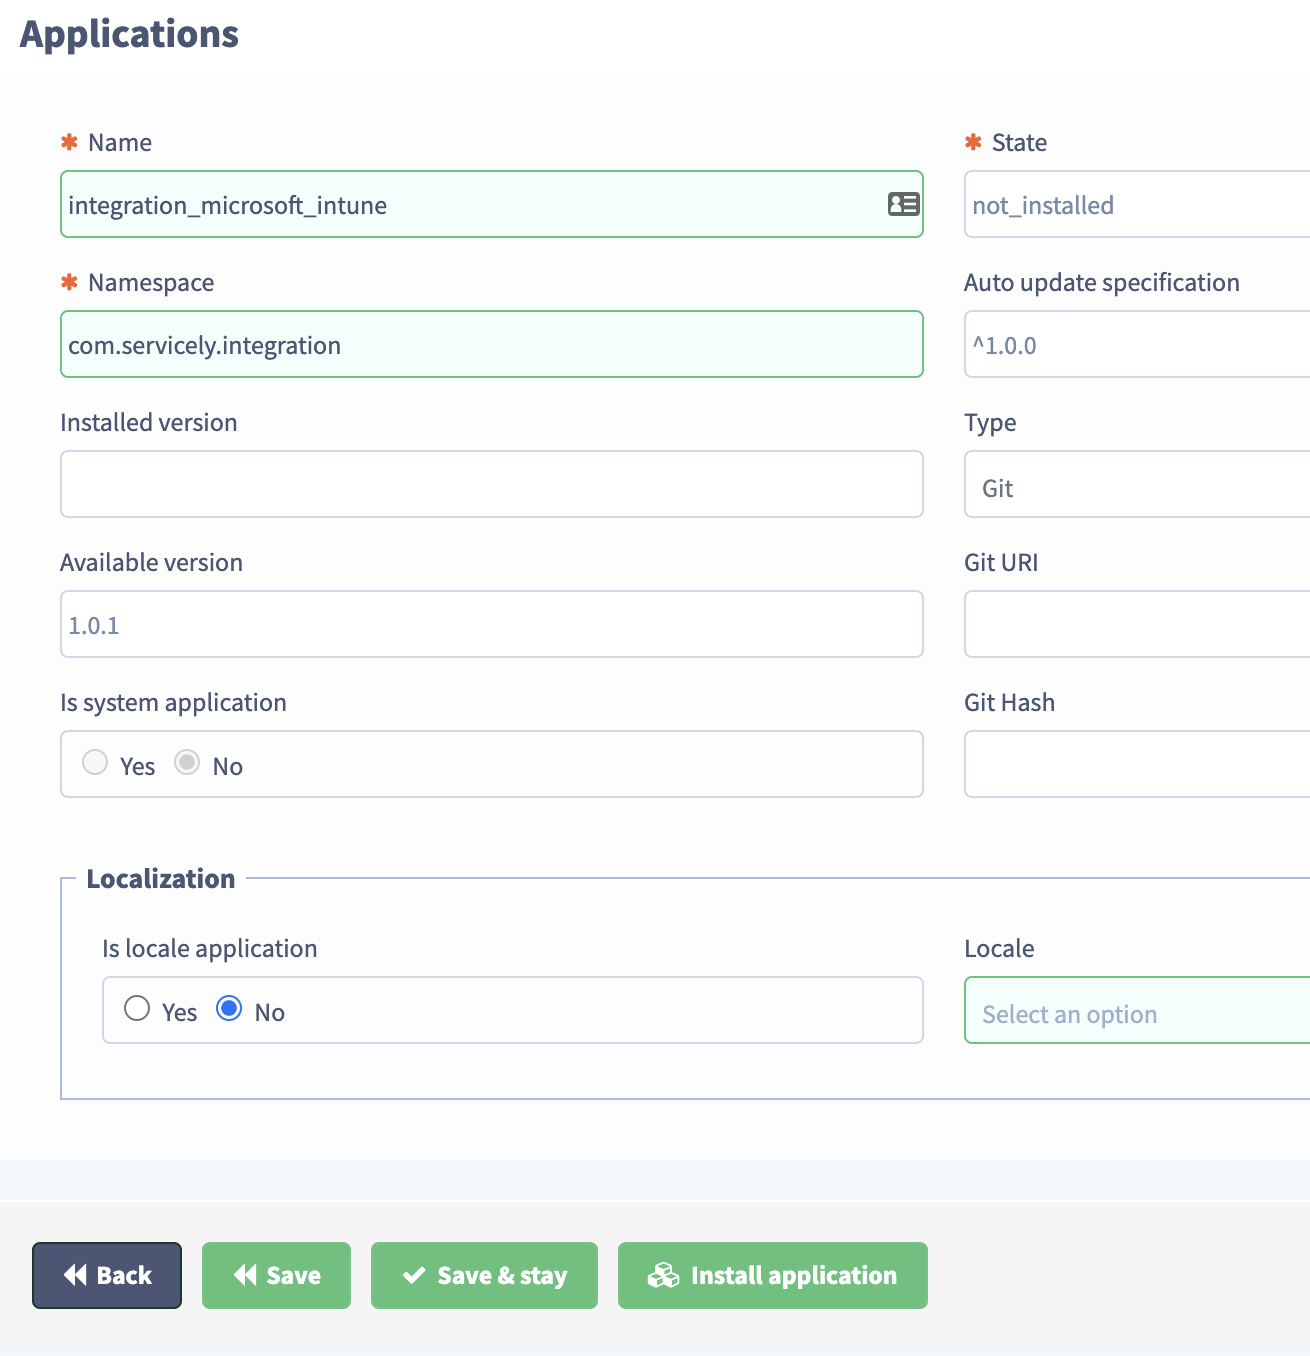 Applications
* Name
integration_microsoft_intune
* State
not_installed
* Namespace
com.servicely.integration
Auto update specification
^1.0.0
Installed version
Type
Git
Available version
1.0.1
Git URI
Is system application
Yes No
Git Hash
Localization
Is locale application
Yes No
Locale
Select an option
Back
Save
Save & stay
Install application